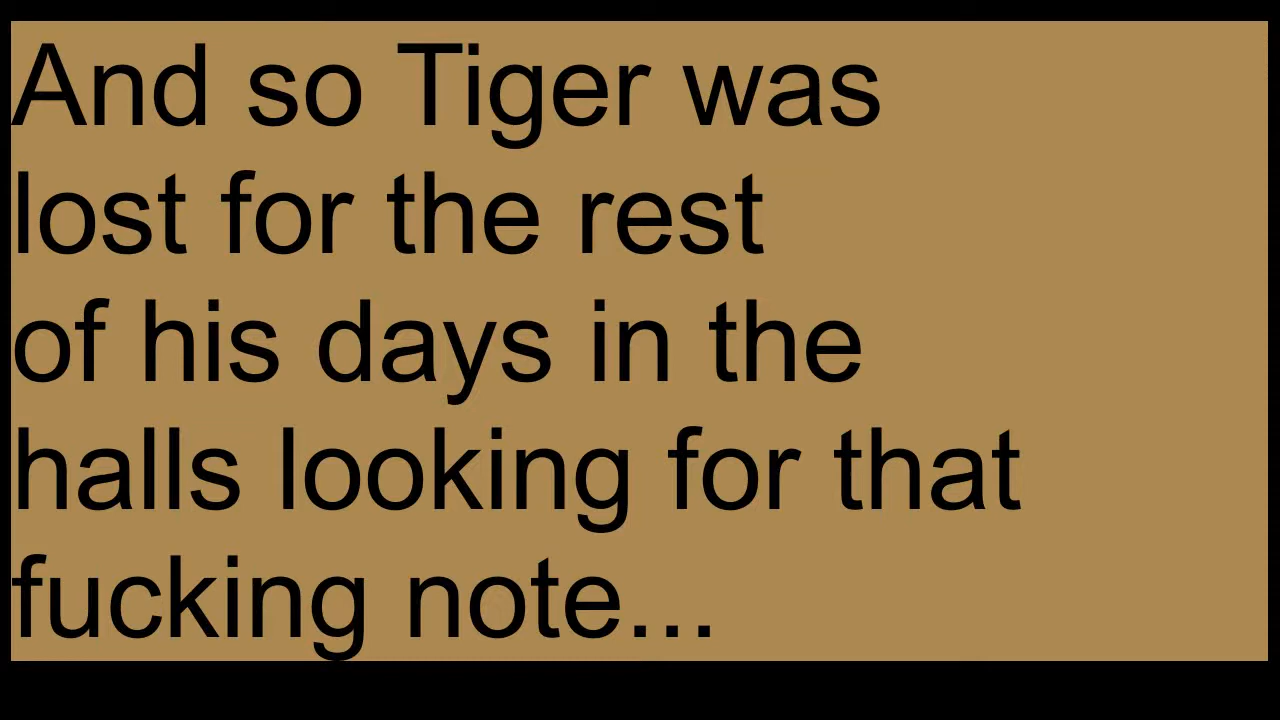 And so Tiger was
lost for the rest
of his days in the
halls looking for that
fucking note...